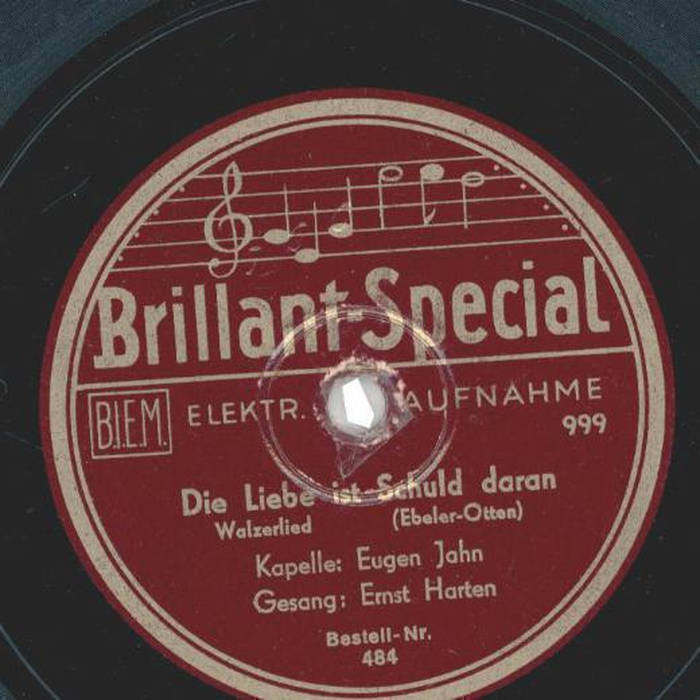 Brillant-Special
B.I.E.M. ELEKTR. AUFNAHME
999
Die Liebe ist Schuld daran
Walzerlied (Ebeler-Otten)
Kapelle: Eugen Jahn
Gesang: Ernst Harten
Bestell-Nr.
484